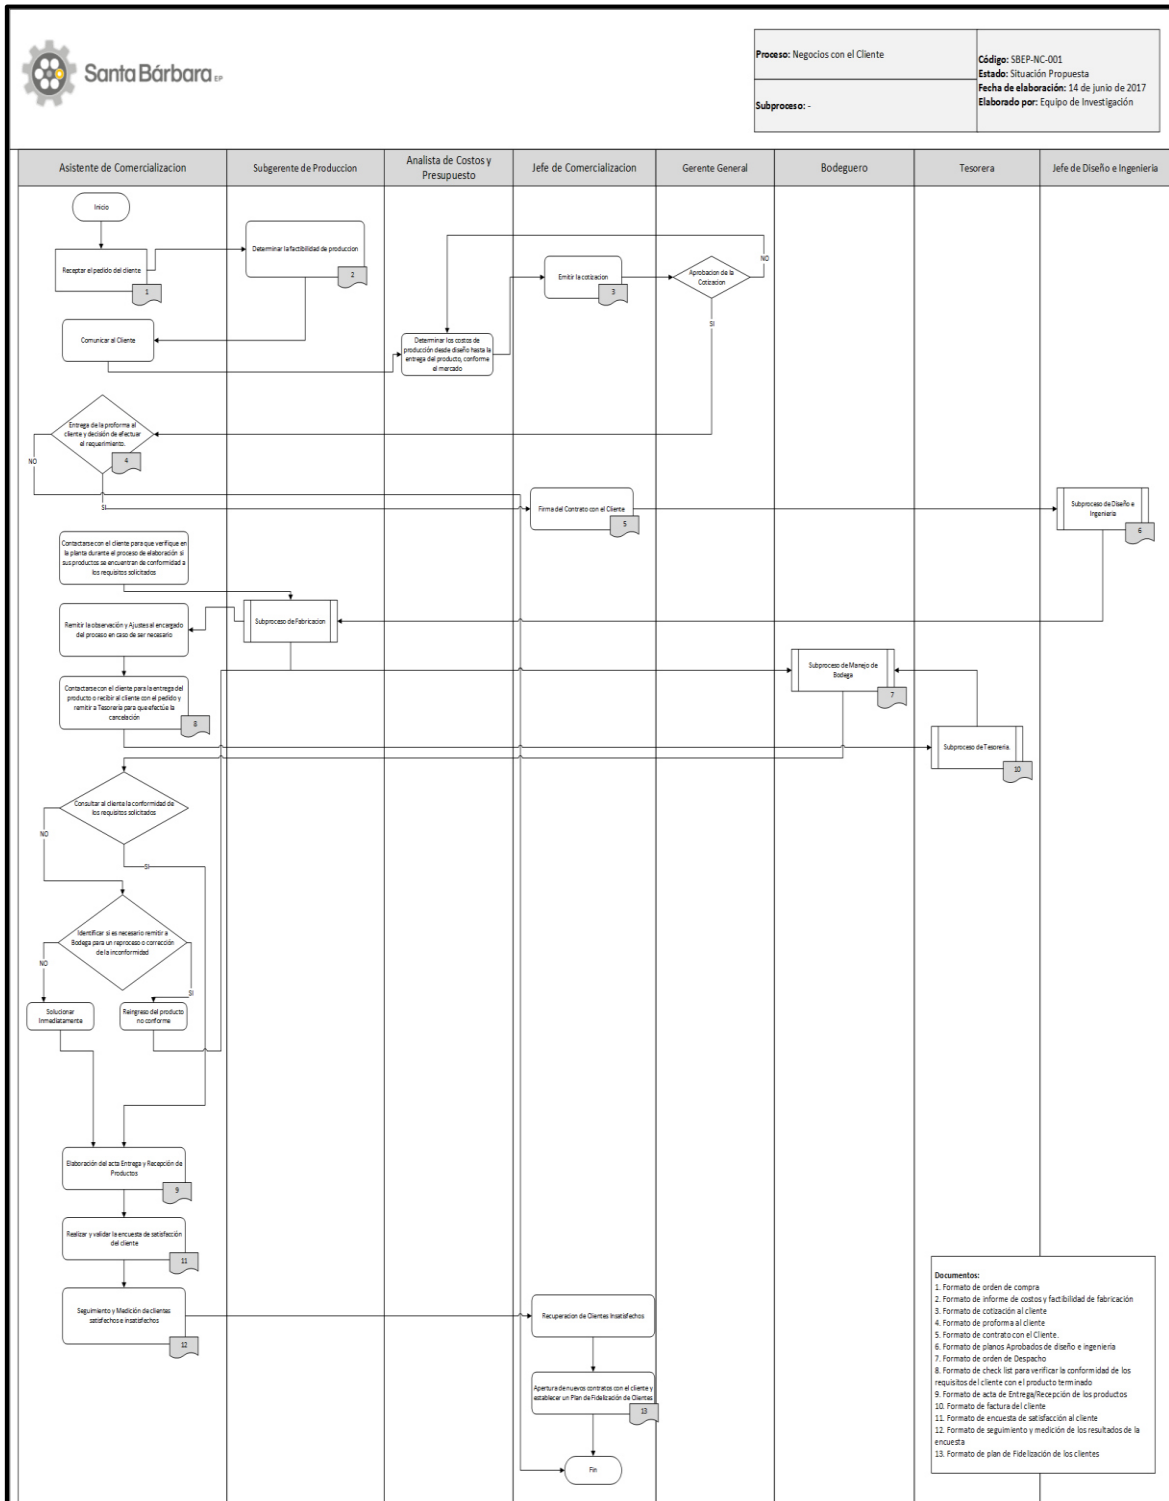 Santa Bárbara EP
Proceso: Negocios con el Cliente
Subproceso: -
Código: SBEP-NC-001
Estado: Situación Propuesta
Fecha de elaboración: 14 de junio de 2017
Elaborado por: Equipo de Investigación
Asistente de Comercializacion
Subgerente de Produccion
Analista de Costos y
Presupuesto
Jefe de Comercializacion
Gerente General
Bodeguero
Tesorera
Jefe de Diseño e Ingenieria
Inicio
Receptar el pedido del cliente
1
Determinar la factibilidad de produccion
2
Emitir la cotizacion
3
Aprobacion de la
Cotizacion
NO
SI
Comunicar al Cliente
Determinar los costos de
producción desde diseño hasta la
entrega del producto, conforme
el mercado
Entrega de la proforma al
cliente y decisión de efectuar
el requerimiento.
4
NO
SI
Firma del Contrato con el Cliente
5
Subproceso de Diseño e
Ingenieria
6
Contactarse con el cliente para que verifique en
la planta durante el proceso de elaboración si
sus productos se encuentran de conformidad a
los requisitos solicitados
Subproceso de Fabricacion
Remitir la observación y Ajustes al encargado
del proceso en caso de ser necesario
Subproceso de Manejo de
Bodega
7
Contactarse con el cliente para la entrega del
producto o recibir al cliente con el pedido y
remitir a Tesorería para que efectúe la
cancelación
8
Subproceso de Tesoreria.
10
Consultar al cliente la conformidad de
los requisitos solicitados
NO
SI
Identificar si es necesario remitir a
Bodega para un reproceso o corrección
de la inconformidad
NO
SI
Solucionar
Inmediatamente
Reingreso del producto
no conforme
Elaboración del acta Entrega y Recepción de
Productos
9
Realizar y validar la encuesta de satisfacción
del cliente
11
Seguimiento y Medición de clientes
satisfechos e insatisfechos
12
Recuperacion de Clientes Insatisfechos
Apertura de nuevos contratos con el cliente y
establecer un Plan de Fidelización de Clientes
13
Fin
Documentos:
1. Formato de orden de compra
2. Formato de informe de costos y factibilidad de fabricación
3. Formato de cotización al cliente
4. Formato de proforma al cliente
5. Formato de contrato con el Cliente.
6. Formato de planos Aprobados de diseño e ingeniería
7. Formato de orden de Despacho
8. Formato de check list para verificar la conformidad de los
requisitos del cliente con el producto terminado
9. Formato de acta de Entrega/Recepción de los productos
10. Formato de factura del cliente
11. Formato de encuesta de satisfacción al cliente
12. Formato de seguimiento y medición de los resultados de la
encuesta
13. Formato de plan de Fidelización de los clientes